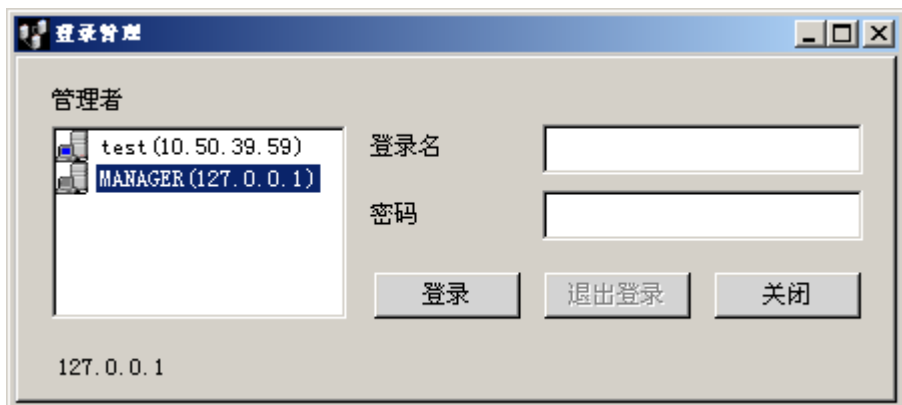 登录管理
管理者
test(10.50.39.59)
MANAGER(127.0.0.1)
登录名
密码
登录
退出登录
关闭
127.0.0.1